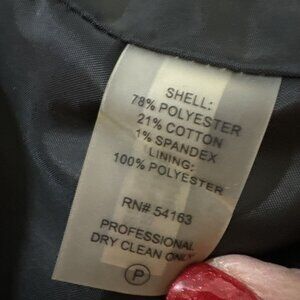 SHELL:
78% POLYESTER
21% COTTON
1% SPANDEX
LINING:
100% POLYESTER
RN# 54163
PROFESSIONAL
DRY CLEAN ONLY
P